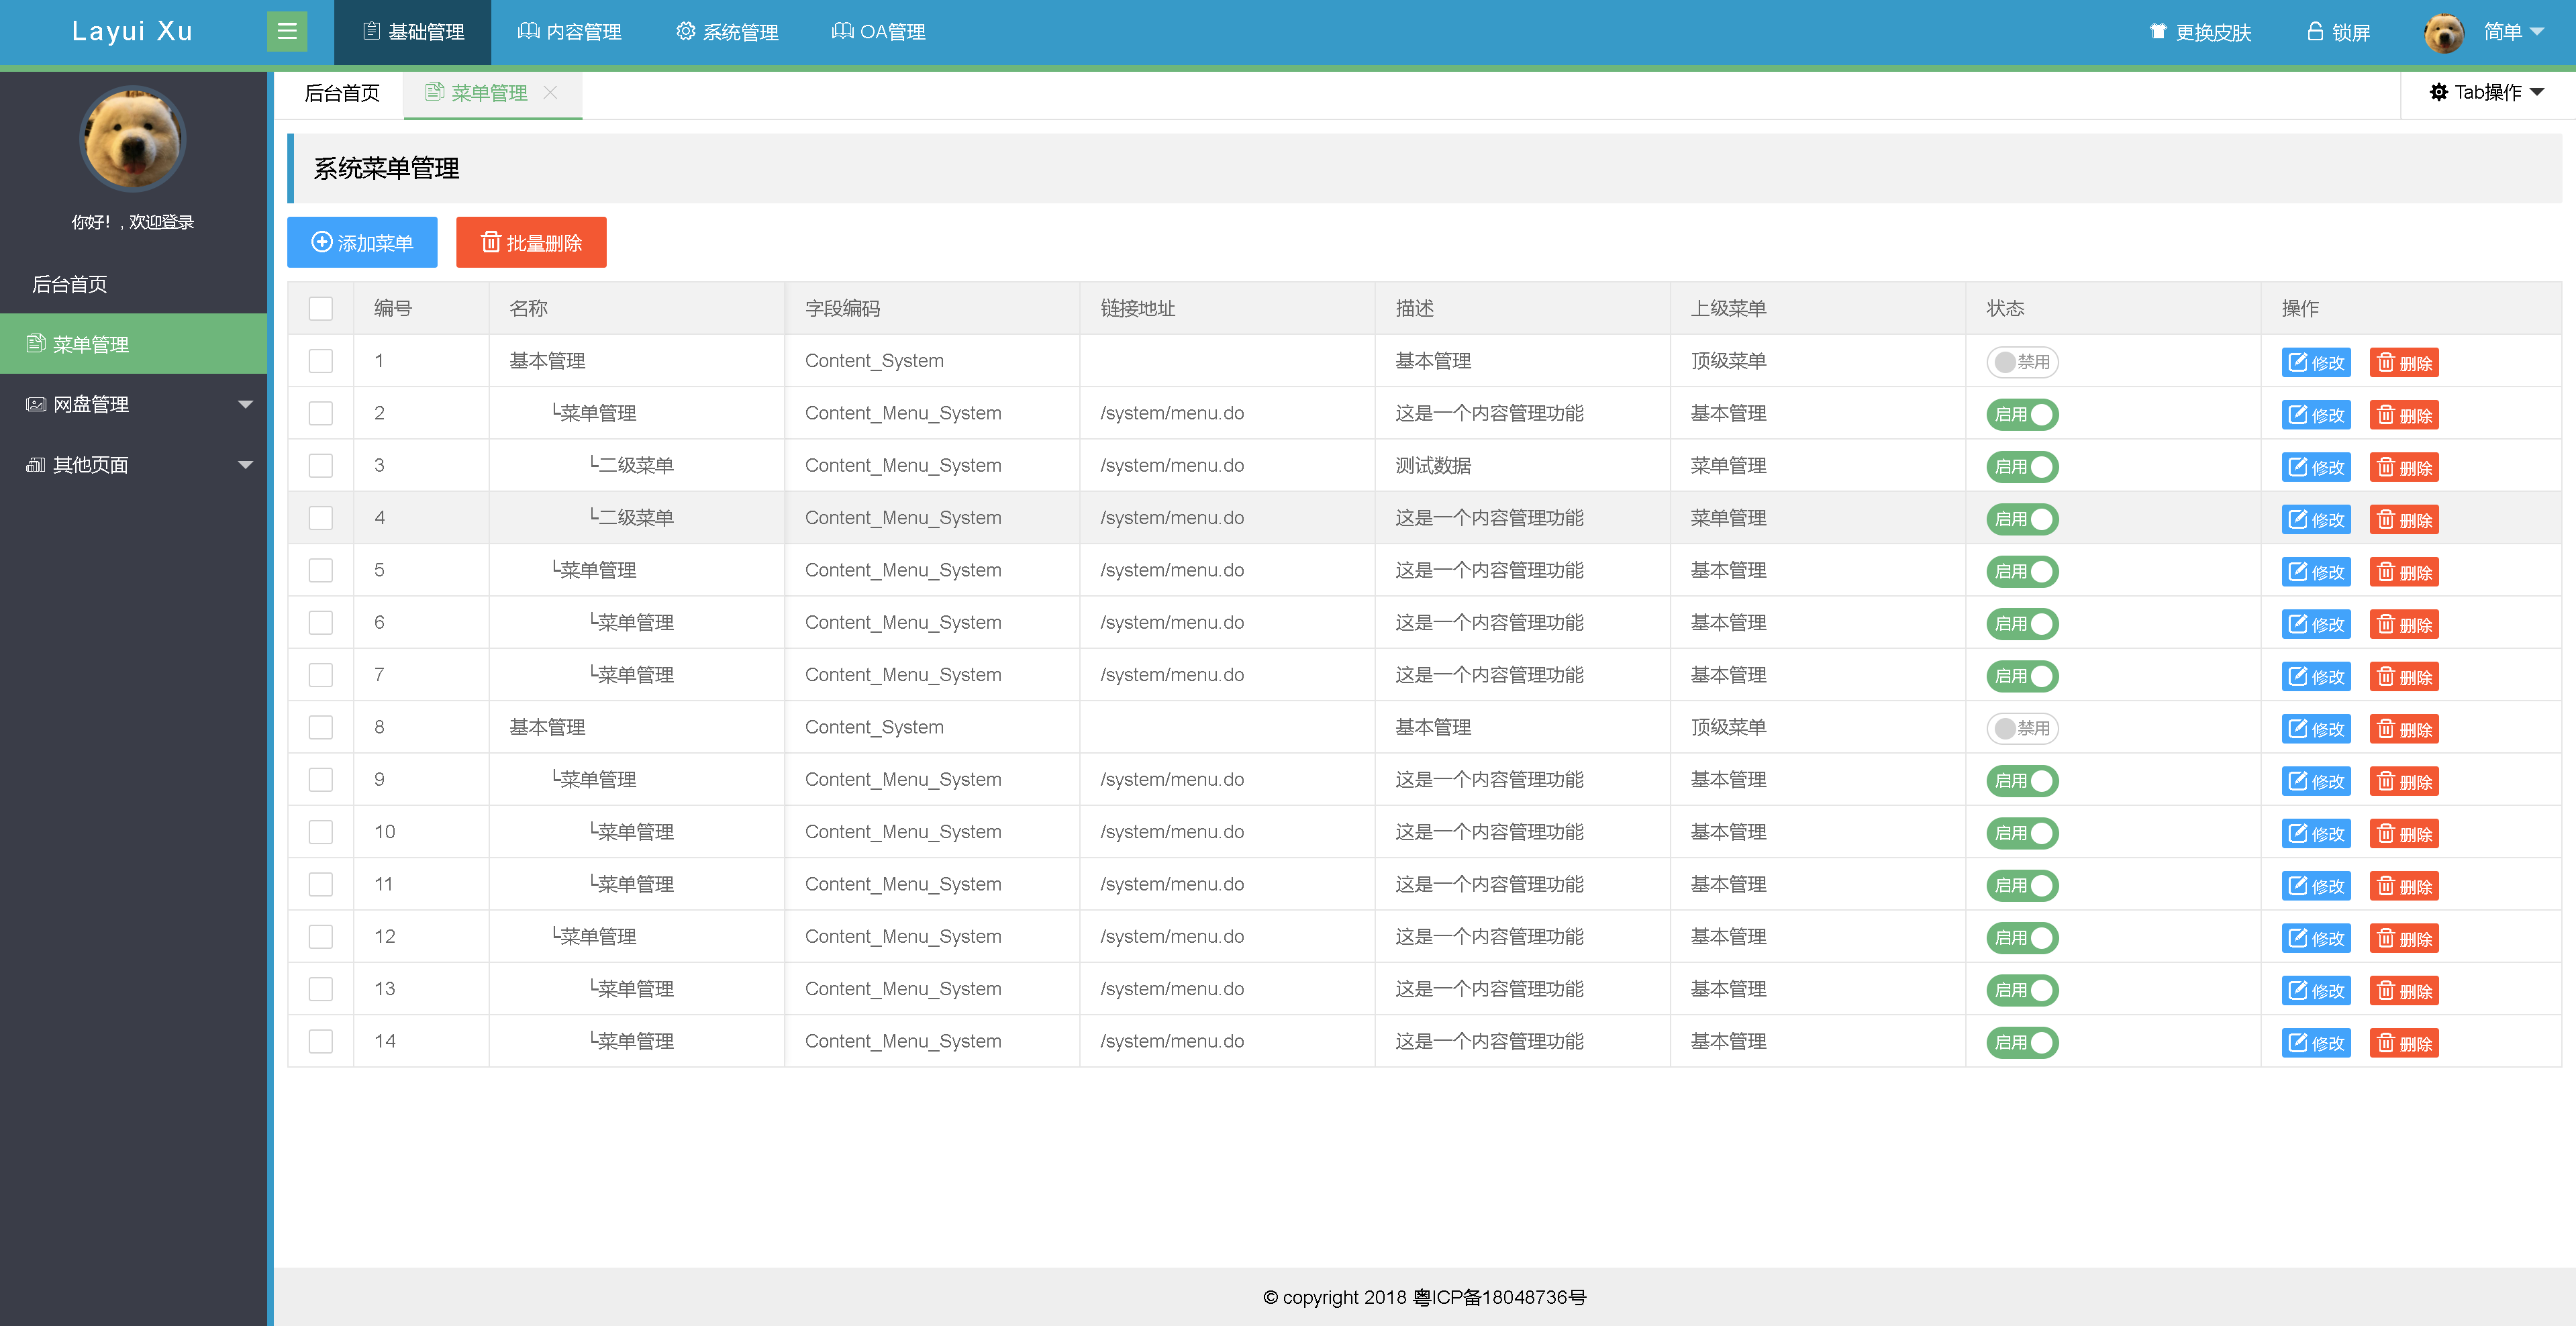 Layui Xu 基础管理 内容管理 系统管理 OA管理 更换皮肤 锁屏 简单
后台首页 菜单管理 Tab操作
你好！, 欢迎登录
后台首页
菜单管理
网盘管理
其他页面
系统菜单管理
添加菜单 批量删除
编号 名称 字段编码 链接地址 描述 上级菜单 状态 操作
1 基本管理 Content_System 基本管理 顶级菜单 禁用 修改 删除
2 └菜单管理 Content_Menu_System /system/menu.do 这是一个内容管理功能 基本管理 启用 修改 删除
3 └二级菜单 Content_Menu_System /system/menu.do 测试数据 菜单管理 启用 修改 删除
4 └二级菜单 Content_Menu_System /system/menu.do 这是一个内容管理功能 菜单管理 启用 修改 删除
5 └菜单管理 Content_Menu_System /system/menu.do 这是一个内容管理功能 基本管理 启用 修改 删除
6 └菜单管理 Content_Menu_System /system/menu.do 这是一个内容管理功能 基本管理 启用 修改 删除
7 └菜单管理 Content_Menu_System /system/menu.do 这是一个内容管理功能 基本管理 启用 修改 删除
8 基本管理 Content_System 基本管理 顶级菜单 禁用 修改 删除
9 └菜单管理 Content_Menu_System /system/menu.do 这是一个内容管理功能 基本管理 启用 修改 删除
10 └菜单管理 Content_Menu_System /system/menu.do 这是一个内容管理功能 基本管理 启用 修改 删除
11 └菜单管理 Content_Menu_System /system/menu.do 这是一个内容管理功能 基本管理 启用 修改 删除
12 └菜单管理 Content_Menu_System /system/menu.do 这是一个内容管理功能 基本管理 启用 修改 删除
13 └菜单管理 Content_Menu_System /system/menu.do 这是一个内容管理功能 基本管理 启用 修改 删除
14 └菜单管理 Content_Menu_System /system/menu.do 这是一个内容管理功能 基本管理 启用 修改 删除
© copyright 2018 粤ICP备18048736号